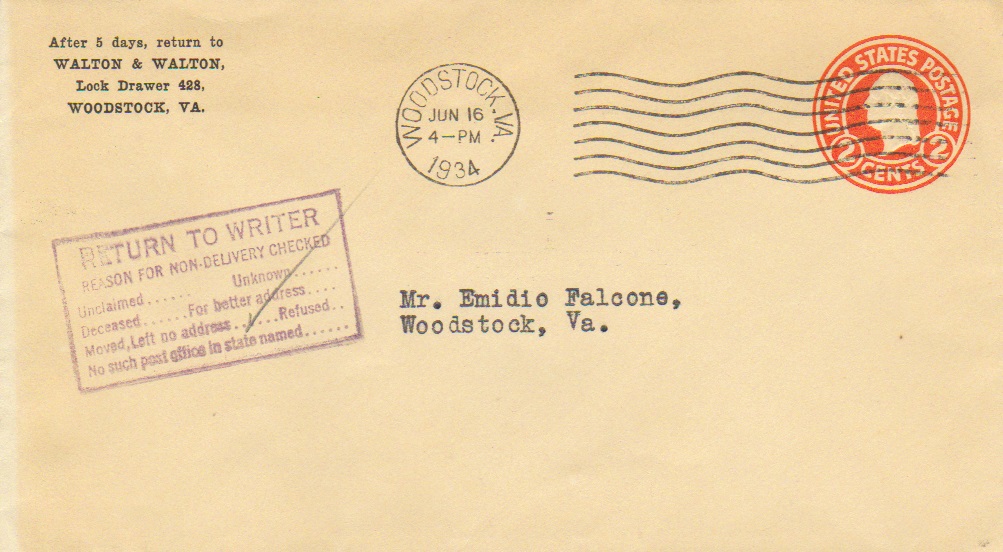 After 5 days, return to
WALTON & WALTON,
Lock Drawer 428,
WOODSTOCK, VA.
WOODSTOCK, VA.
JUN 16
4-PM
1934
UNITED STATES POSTAGE
2 CENTS 2
RETURN TO WRITER
REASON FOR NON-DELIVERY CHECKED
Unclaimed...... Unknown......
Deceased......For better address....
Moved, Left no address......Refused..
No such post office in state named......
Mr. Emidio Falcone,
Woodstock, Va.